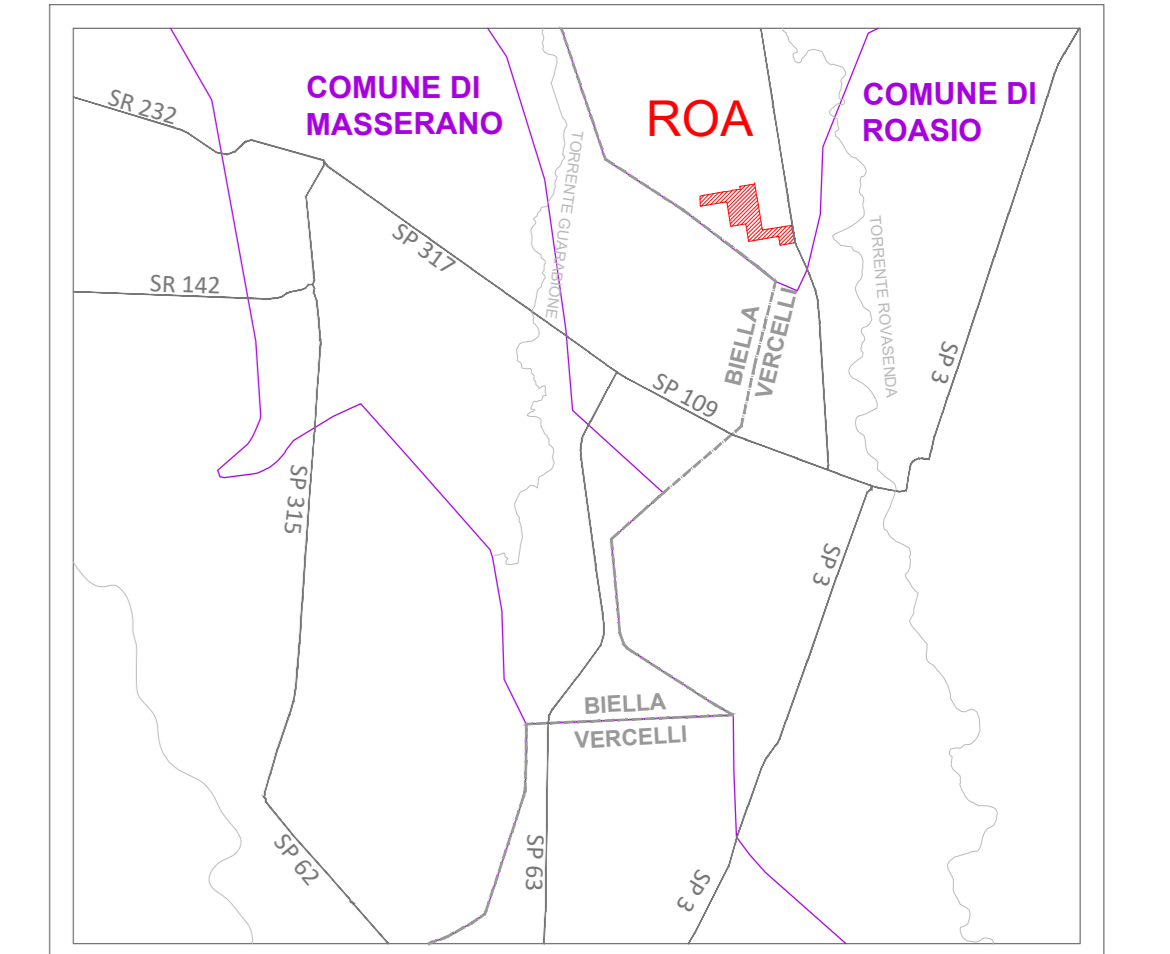 COMUNE DI
MASSERANO
ROA
COMUNE DI
ROASIO
SR 232
TORRENTE GUARABIONE
SP 317
TORRENTE ROVASENDA
SR 142
BIELLA
VERCELLI
SP 3
SP 109
SP 315
SP 3
BIELLA
VERCELLI
SP 62
SP 63
SP 3